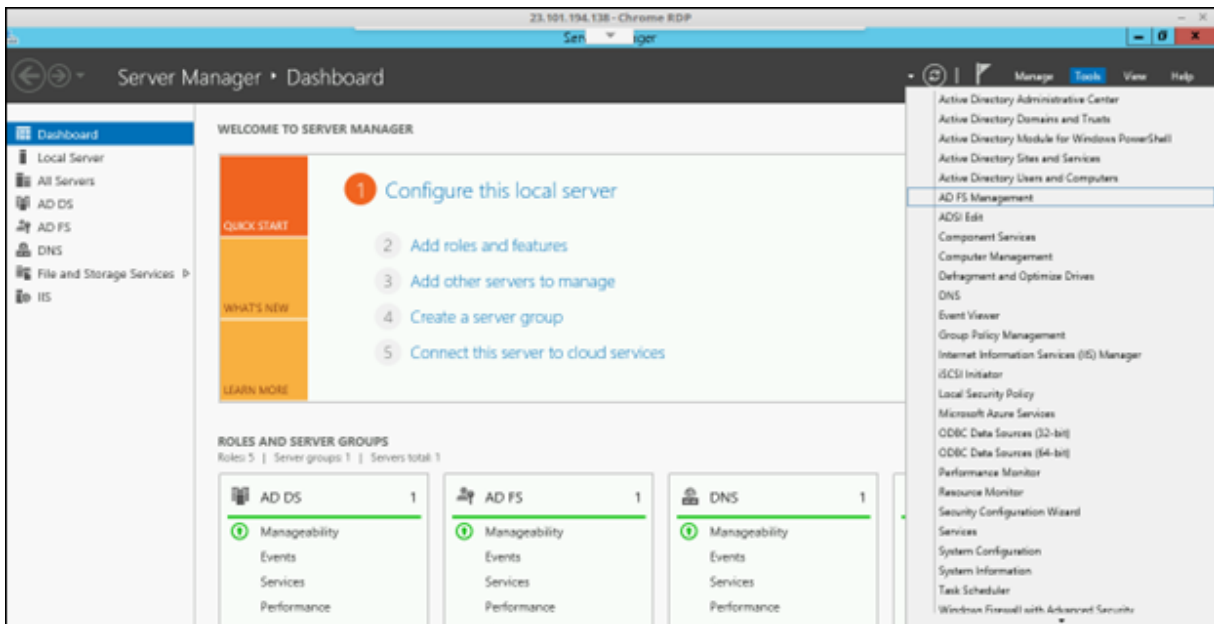 23.101.194.138 - Chrome RDP
Ser ager
Server Manager • Dashboard
Manage Tools View Help
Dashboard
Local Server
All Servers
AD DS
AD FS
DNS
File and Storage Services
IIS
WELCOME TO SERVER MANAGER
QUICK START
WHAT'S NEW
LEARN MORE
1 Configure this local server
2 Add roles and features
3 Add other servers to manage
4 Create a server group
5 Connect this server to cloud services
ROLES AND SERVER GROUPS
Roles: 5 | Server groups: 1 | Servers total: 1
AD DS 1
Manageability
Events
Services
Performance
AD FS 1
Manageability
Events
Services
Performance
DNS 1
Manageability
Events
Services
Performance
Active Directory Administrative Center
Active Directory Domains and Trusts
Active Directory Module for Windows PowerShell
Active Directory Sites and Services
Active Directory Users and Computers
AD FS Management
ADSI Edit
Component Services
Computer Management
Defragment and Optimize Drives
DNS
Event Viewer
Group Policy Management
Internet Information Services (IIS) Manager
iSCSI Initiator
Local Security Policy
Microsoft Azure Services
ODBC Data Sources (32-bit)
ODBC Data Sources (64-bit)
Performance Monitor
Resource Monitor
Security Configuration Wizard
Services
System Configuration
System Information
Task Scheduler
Windows Firewall with Advanced Security